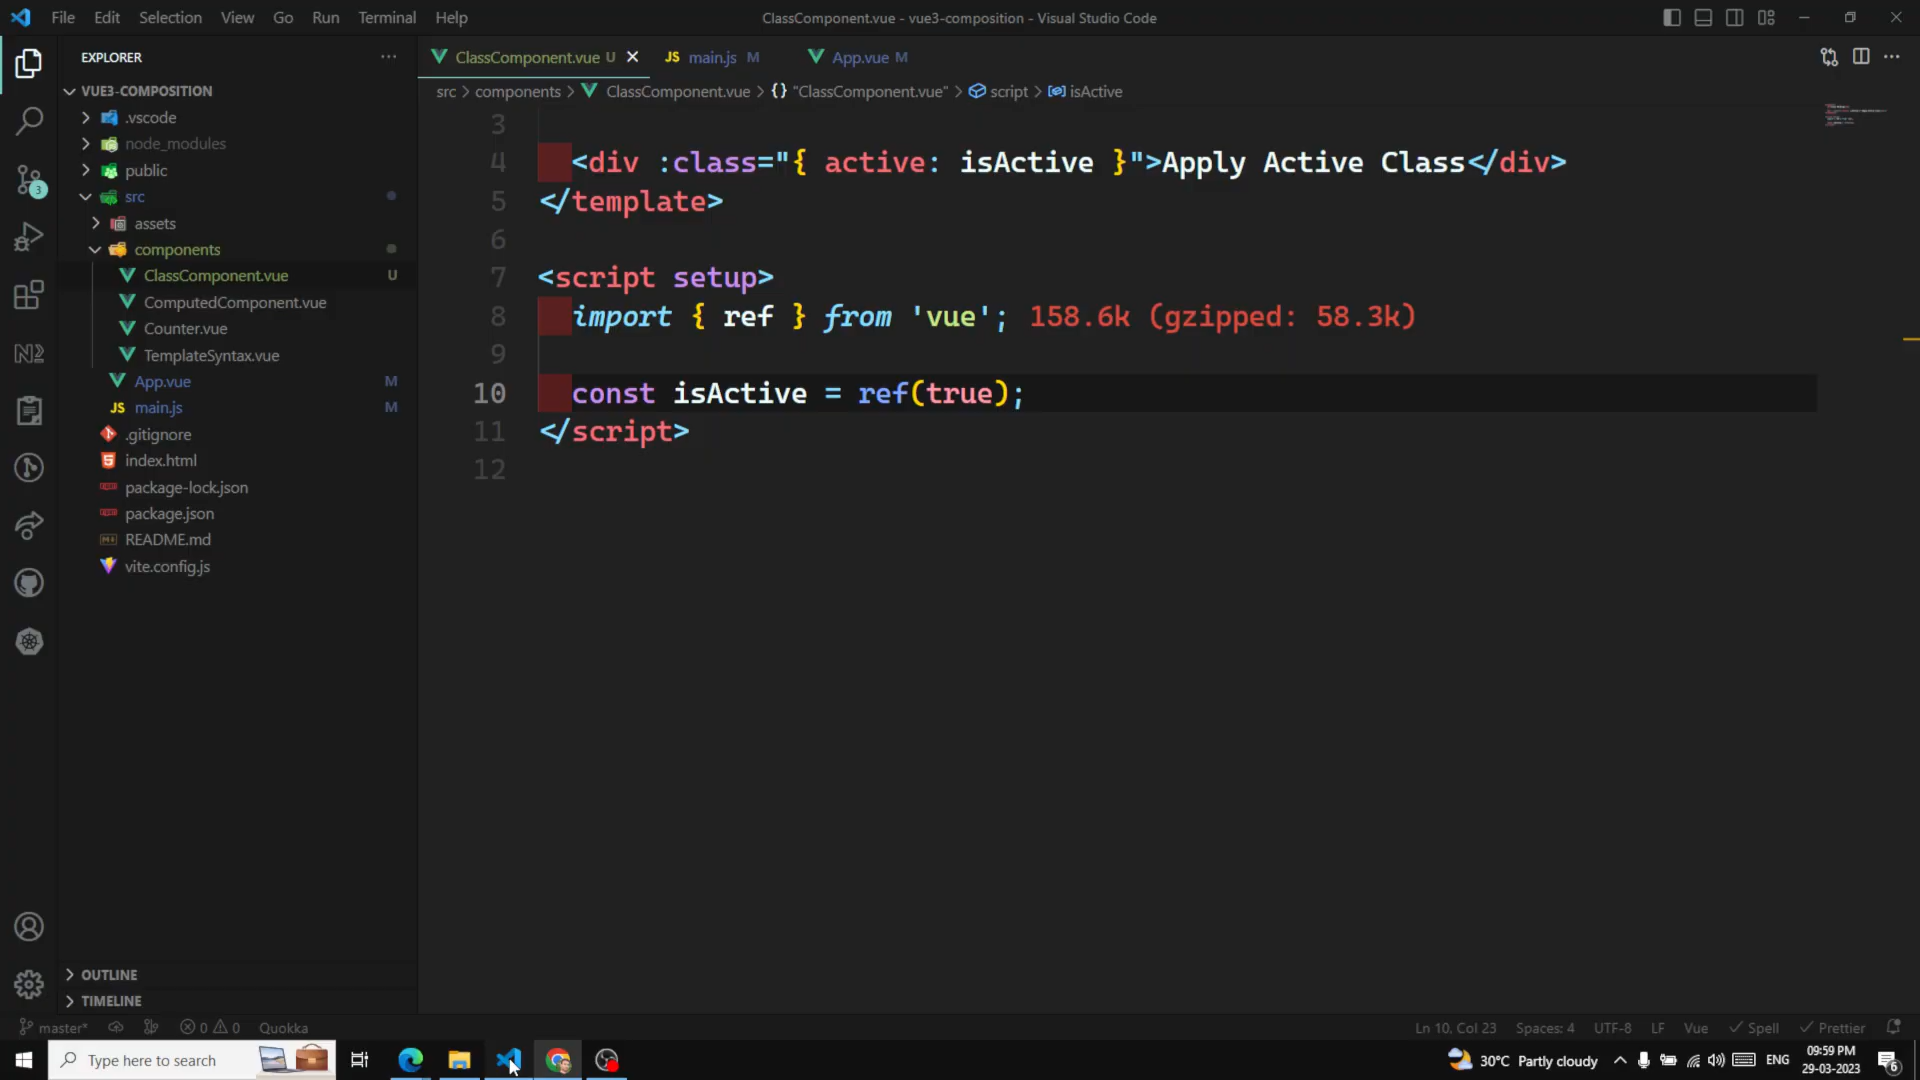 File Edit Selection View Go Run Terminal Help
ClassComponent.vue - vue3-composition - Visual Studio Code
EXPLORER
VUE3-COMPOSITION
.vscode
node_modules
public
src
assets
components
ClassComponent.vue U
ComputedComponent.vue
Counter.vue
TemplateSyntax.vue
App.vue M
JS main.js M
.gitignore
index.html
package-lock.json
package.json
README.md
vite.config.js
OUTLINE
TIMELINE
3
N2
ClassComponent.vue U
JS main.js M
App.vue M
src > components > ClassComponent.vue > {} "ClassComponent.vue" > script > isActive
3
4 <div :class="{ active: isActive }">Apply Active Class</div>
5 </template>
6
7 <script setup>
8 import { ref } from 'vue'; 158.6k (gzipped: 58.3k)
9
10 const isActive = ref(true);
11 </script>
12
master* 0 0 Quokka
Ln 10, Col 23 Spaces: 4 UTF-8 LF Vue Spell Prettier
Type here to search
30°C Partly cloudy ENG
09:59 PM
29-03-2023
6